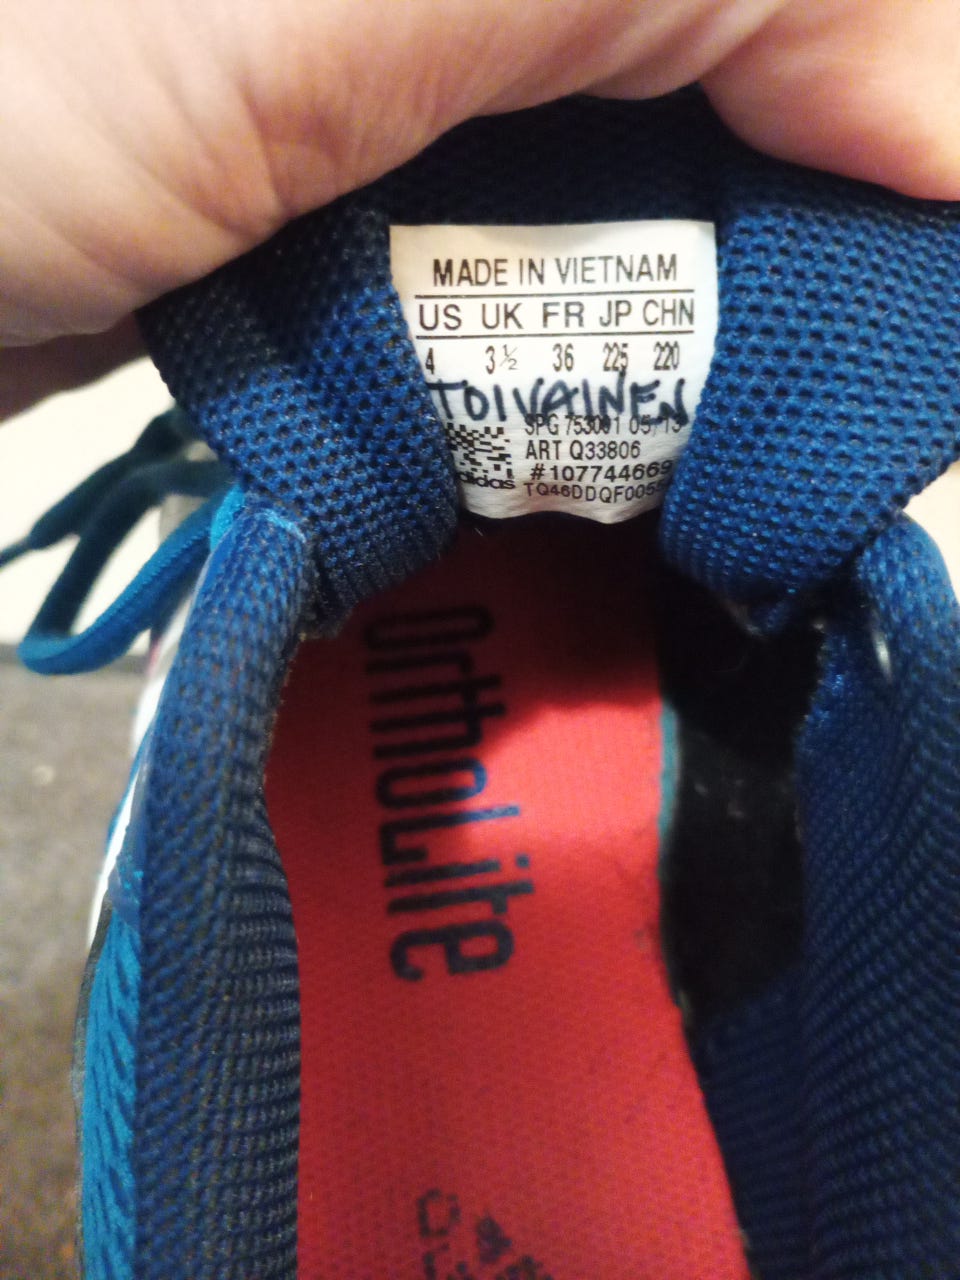 MADE IN VIETNAM
US UK FR JP CHN
4 3½ 36 225 220
TOIVAINEN
SPG 753001 05/13
ART Q33806
#107744669
adidas
OrthoLite